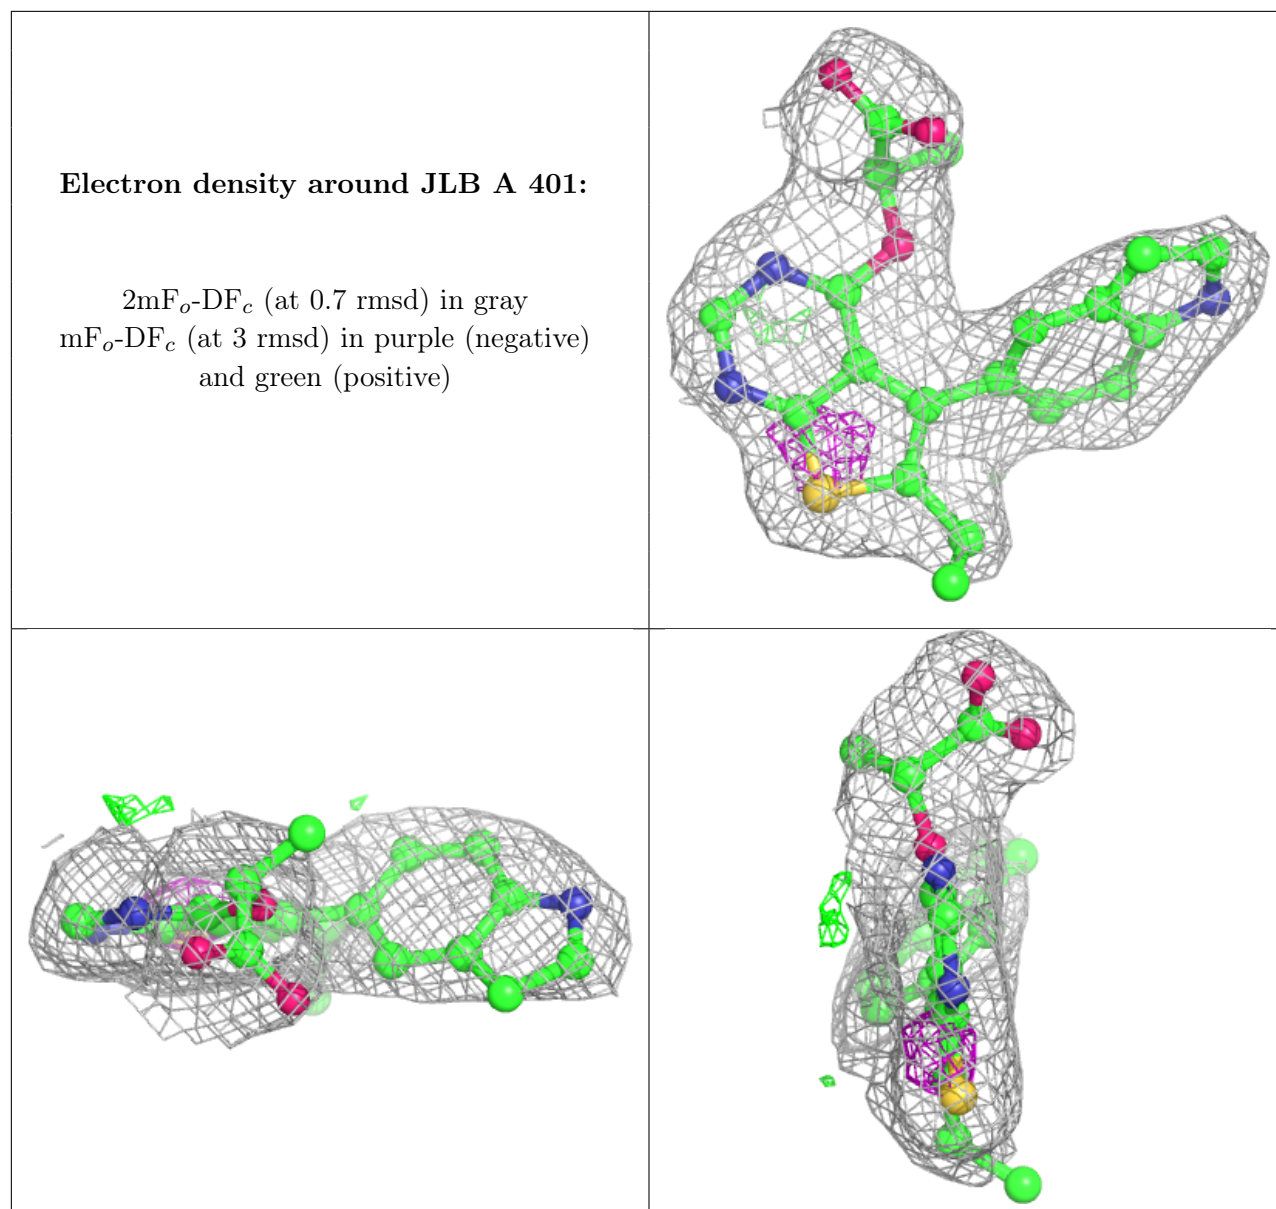 Electron density around JLB A 401:
2mFo-DFc (at 0.7 rmsd) in gray
mFo-DFc (at 3 rmsd) in purple (negative)
and green (positive)